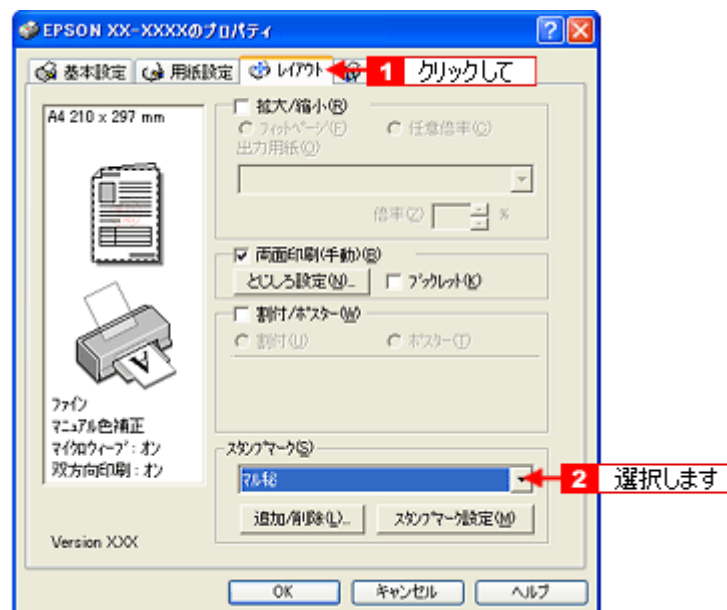 EPSON XX-XXXXのプロパティ
基本設定 用紙設定 レイアウト 1 クリックして
A4 210 x 297 mm
拡大/縮小(R)
フィットページ(F) 任意倍率(C)
出力用紙(O)
倍率(Z) %
両面印刷(手動)(B)
とじしろ設定(N)... ブックレット(K)
割付/ポスター(W)
割付(U) ポスター(T)
ファイン
マニュアル色補正
マイクロウィーブ : オン
双方向印刷 : オン
スタンプマーク(S)
マル秘 2 選択します
追加/削除(L)... スタンプマーク設定(M)
Version XXX
OK キャンセル ヘルプ